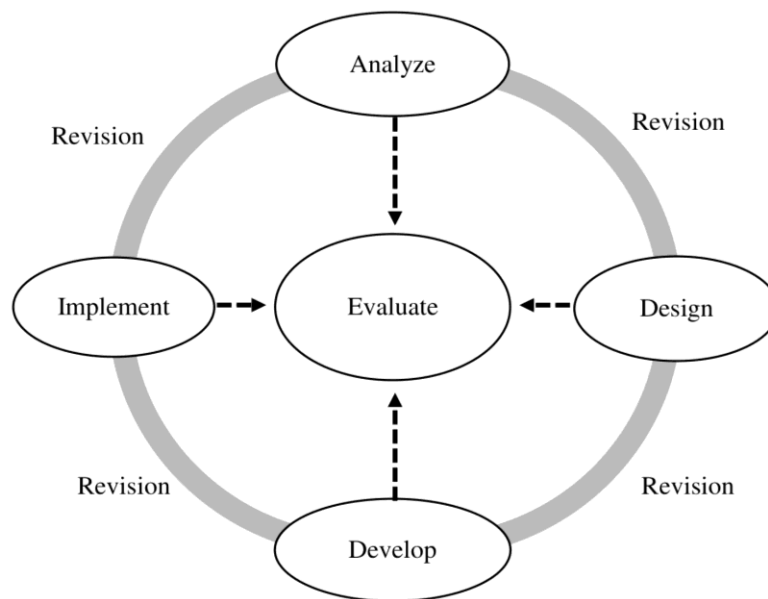 Analyze
Revision
Revision
Implement
Evaluate
Design
Revision
Revision
Develop